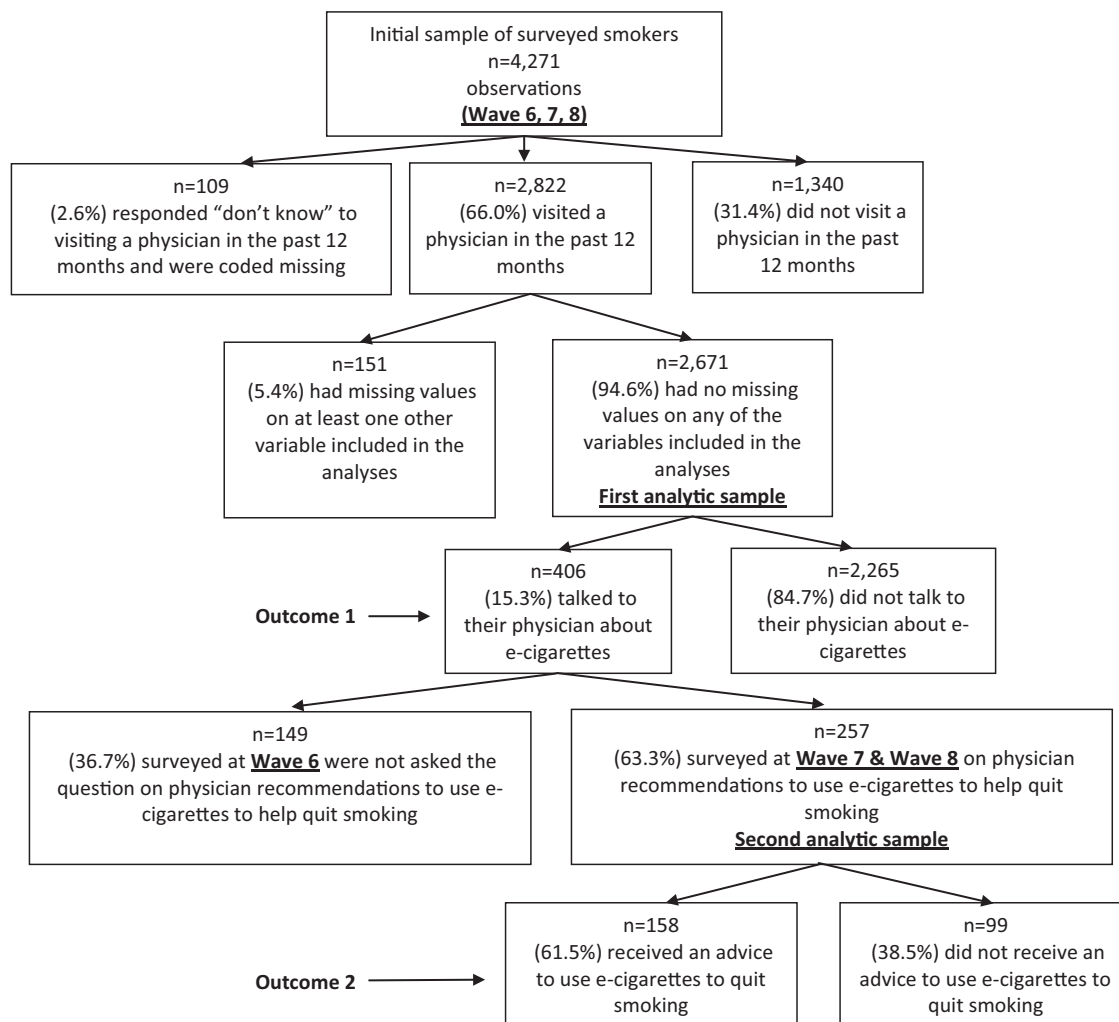 Initial sample of surveyed smokers
n=4,271
observations
(Wave 6, 7, 8)
n=109
(2.6%) responded “don’t know” to
visiting a physician in the past 12
months and were coded missing
n=2,822
(66.0%) visited a
physician in the past 12
months
n=1,340
(31.4%) did not visit a
physician in the past
12 months
n=151
(5.4%) had missing values
on at least one other
variable included in the
analyses
n=2,671
(94.6%) had no missing
values on any of the
variables included in the
analyses
First analytic sample
Outcome 1
n=406
(15.3%) talked to
their physician about
e-cigarettes
n=2,265
(84.7%) did not talk to
their physician about e-
cigarettes
n=149
(36.7%) surveyed at Wave 6 were not asked the
question on physician recommendations to use e-
cigarettes to help quit smoking
n=257
(63.3%) surveyed at Wave 7 & Wave 8 on physician
recommendations to use e-cigarettes to help quit
smoking
Second analytic sample
Outcome 2
n=158
(61.5%) received an advice
to use e-cigarettes to quit
smoking
n=99
(38.5%) did not receive an
advice to use e-cigarettes to
quit smoking